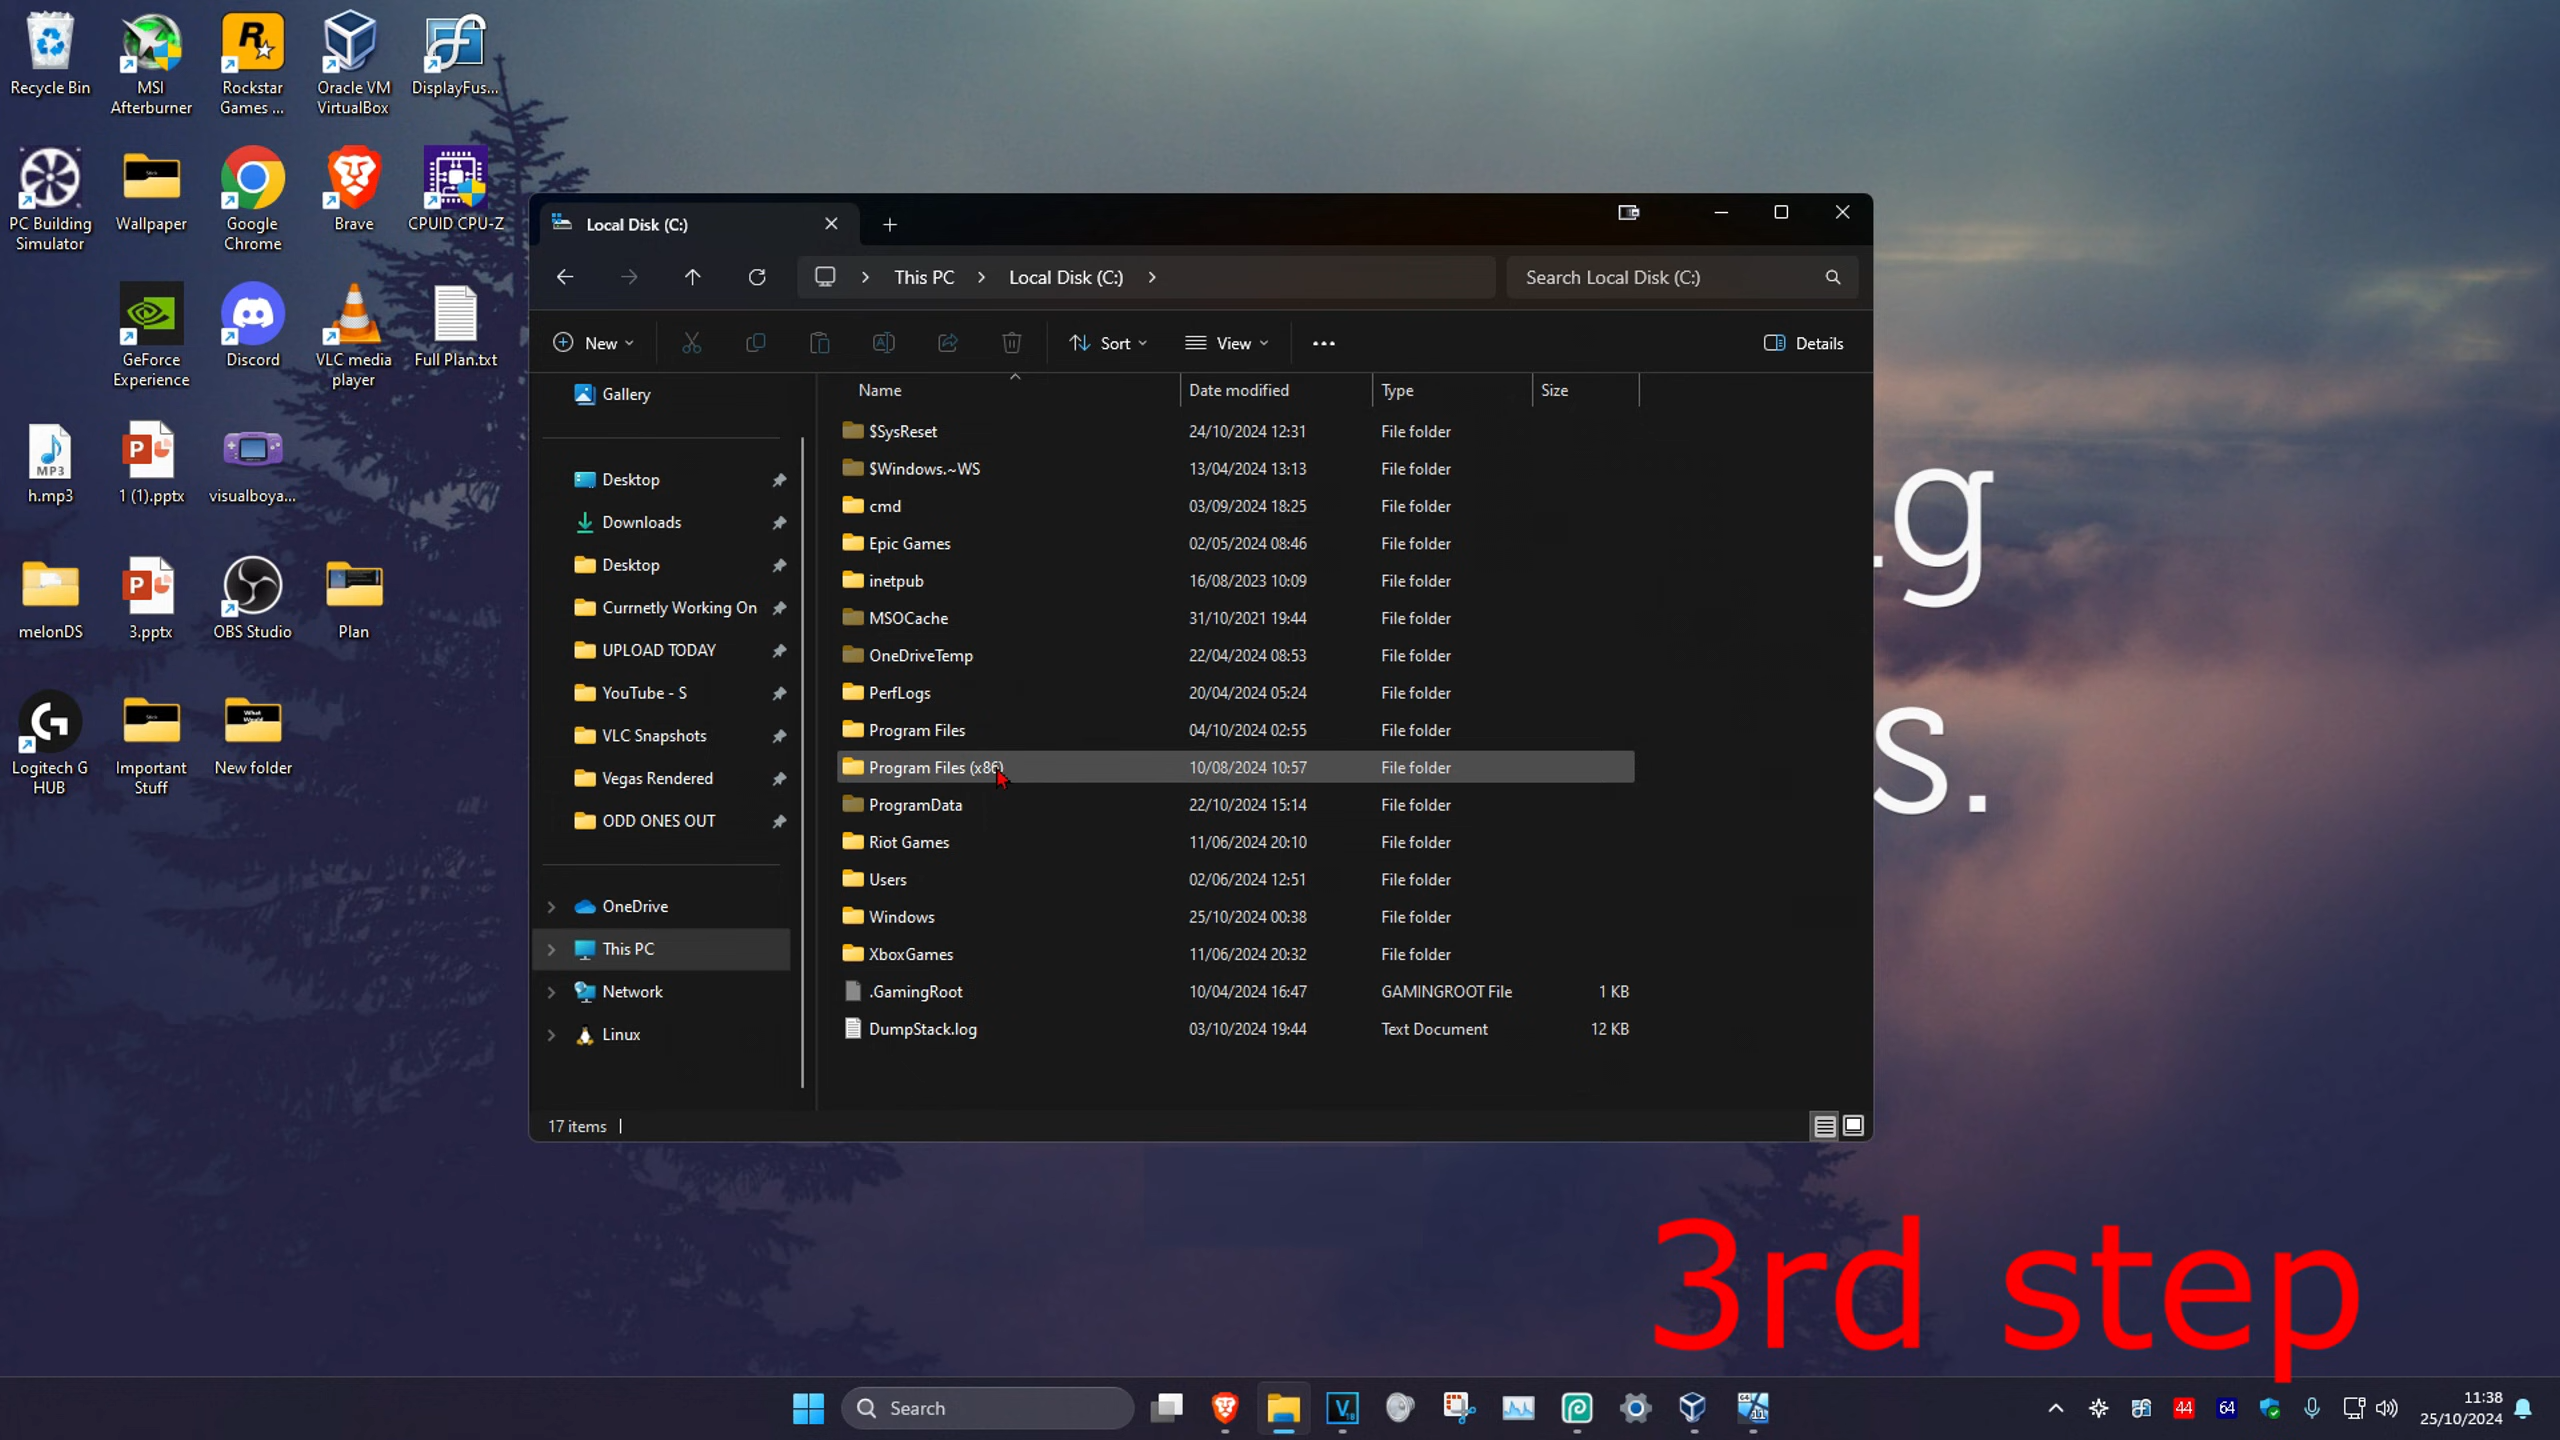 Recycle Bin
MSI Afterburner
Rockstar Games ...
Oracle VM VirtualBox
DisplayFus...
PC Building Simulator
Wallpaper
Google Chrome
Brave
CPUID CPU-Z
GeForce Experience
Discord
VLC media player
Full Plan.txt
MP3
h.mp3
1 (1).pptx
visualboya...
melonDS
3.pptx
OBS Studio
Plan
Logitech G HUB
Important Stuff
New folder
Local Disk (C:)
This PC > Local Disk (C:) >
Search Local Disk (C:)
New
Sort
View
Details
Gallery
Desktop
Downloads
Desktop
Currnetly Working On
UPLOAD TODAY
YouTube - S
VLC Snapshots
Vegas Rendered
ODD ONES OUT
OneDrive
This PC
Network
Linux
Name Date modified Type Size
$SysReset 24/10/2024 12:31 File folder
$Windows.~WS 13/04/2024 13:13 File folder
cmd 03/09/2024 18:25 File folder
Epic Games 02/05/2024 08:46 File folder
inetpub 16/08/2023 10:09 File folder
MSOCache 31/10/2021 19:44 File folder
OneDriveTemp 22/04/2024 08:53 File folder
PerfLogs 20/04/2024 05:24 File folder
Program Files 04/10/2024 02:55 File folder
Program Files (x86) 10/08/2024 10:57 File folder
ProgramData 22/10/2024 15:14 File folder
Riot Games 11/06/2024 20:10 File folder
Users 02/06/2024 12:51 File folder
Windows 25/10/2024 00:38 File folder
XboxGames 11/06/2024 20:32 File folder
.GamingRoot 10/04/2024 16:47 GAMINGROOT File 1 KB
DumpStack.log 03/10/2024 19:44 Text Document 12 KB
17 items
g
s.
3rd step
Search
44
64
11:38
25/10/2024